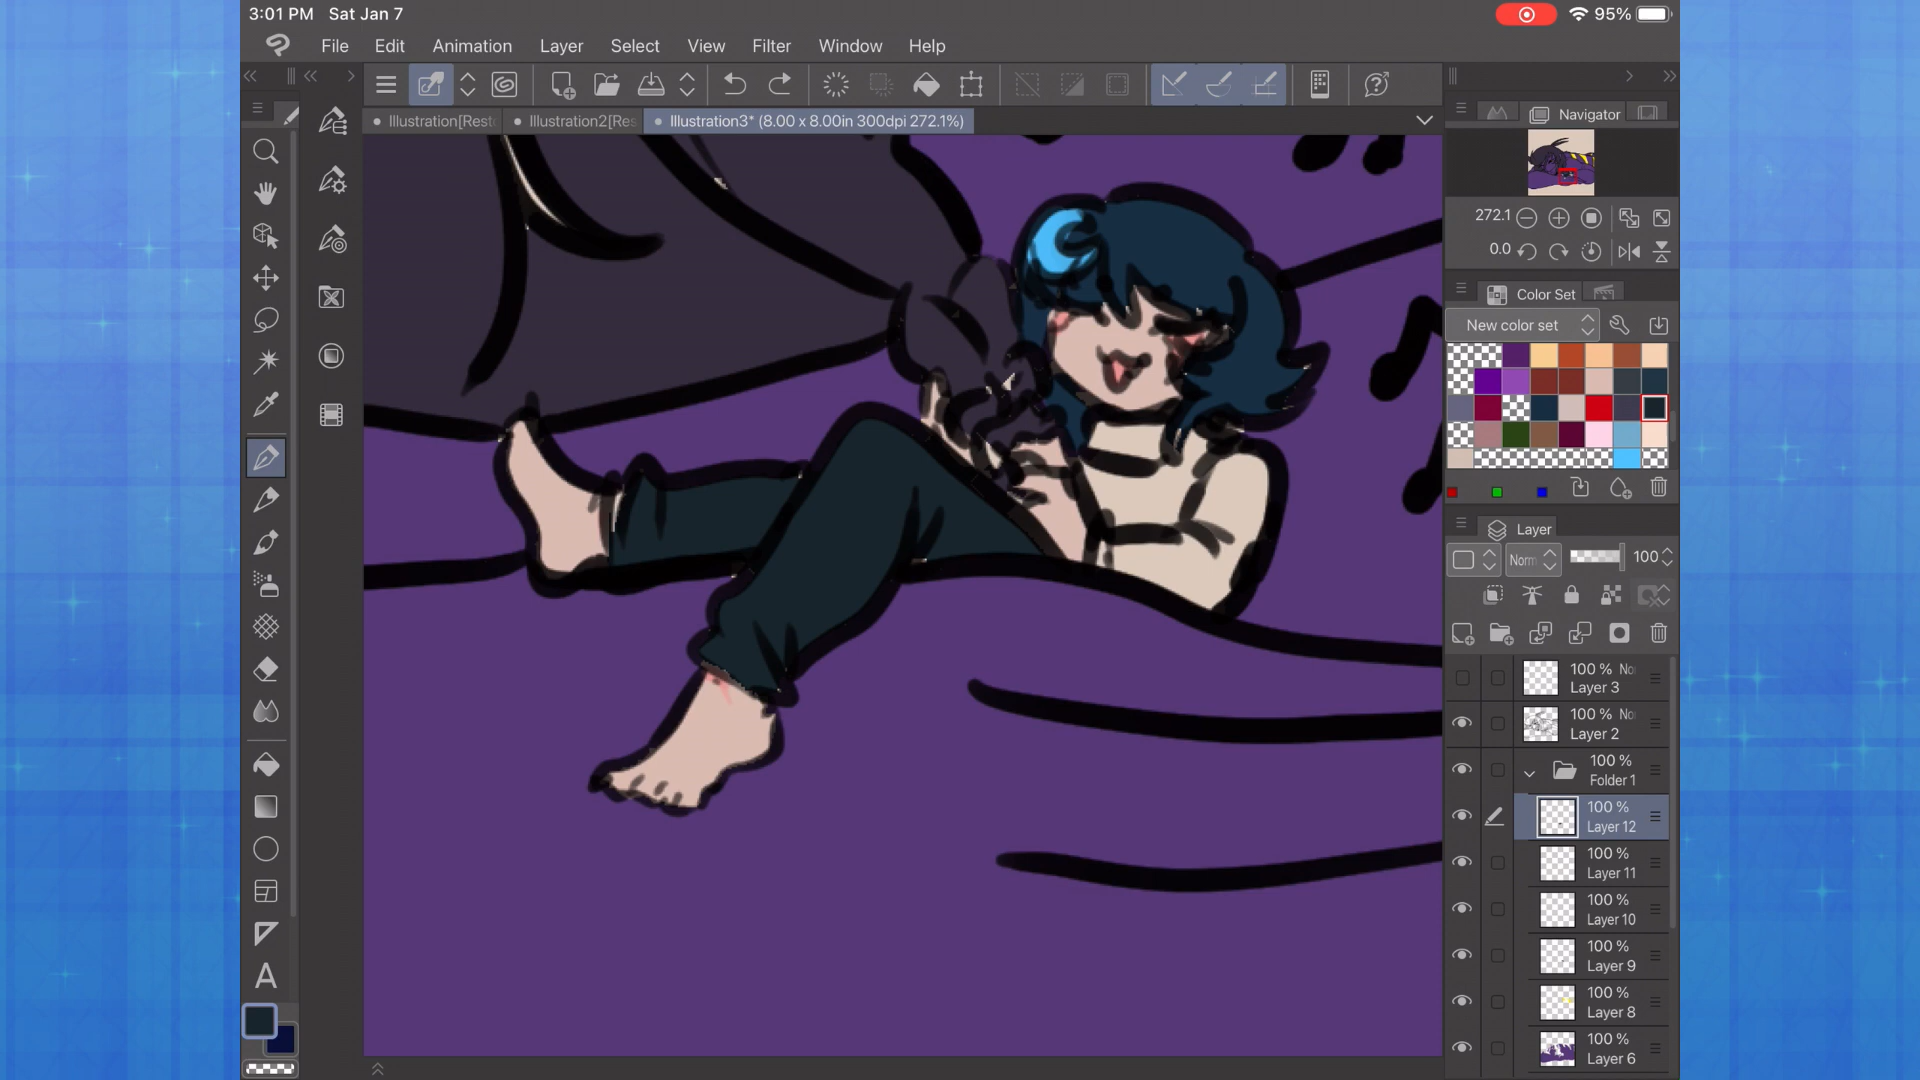 3:01 PM Sat Jan 7
95%
File Edit Animation Layer Select View Filter Window Help
Illustration[Rest
Illustration2[Res
Illustration3* (8.00 x 8.00in 300dpi 272.1%)
Navigator
272.1
0.0
Color Set
New color set
Layer
Norm
100
100 % No
Layer 3
100 % No
Layer 2
100 %
Folder 1
100 %
Layer 12
100 %
Layer 11
100 %
Layer 10
100 %
Layer 9
100 %
Layer 8
100 %
Layer 6
A